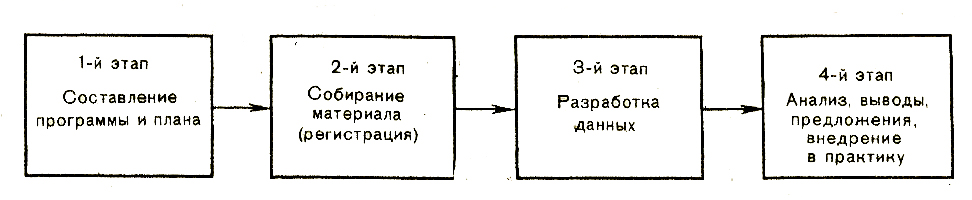 1-й этап
Составление
программы и плана
2-й этап
Собирание
материала
(регистрация)
3-й этап
Разработка
данных
4-й этап
Анализ, выводы,
предложения,
внедрение
в практику